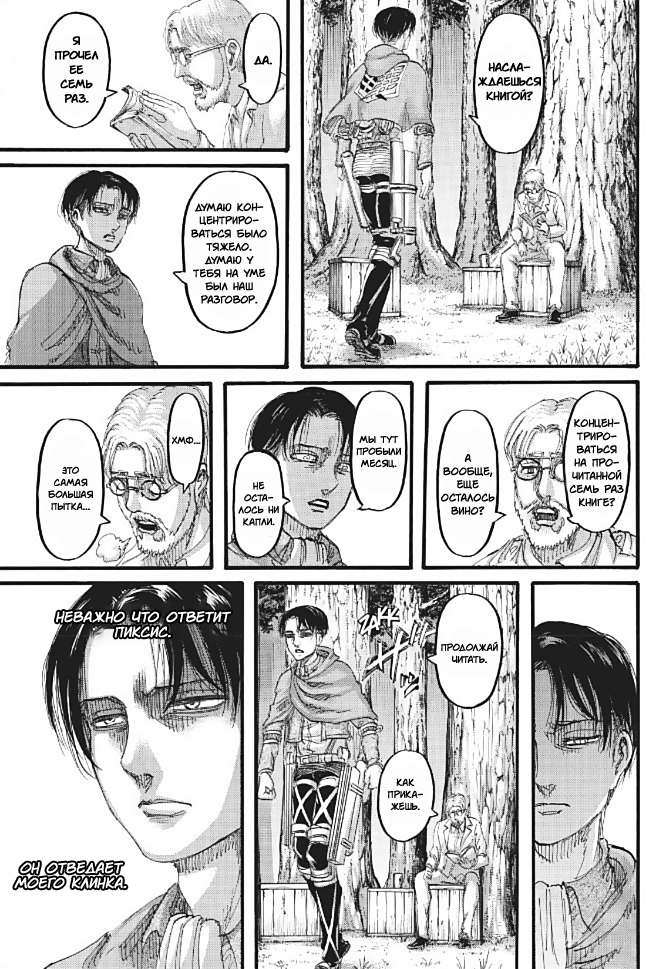 НАСЛА-
ЖДАЕШЬСЯ
КНИГОЙ?
ДА.
Я
ПРОЧЕЛ
ЕЕ
СЕМЬ
РАЗ.
ДУМАЮ КОН-
ЦЕНТРИРО-
ВАТЬСЯ БЫЛО
ТЯЖЕЛО.
ДУМАЮ У
ТЕБЯ НА УМЕ
БЫЛ НАШ
РАЗГОВОР.
КОНЦЕН-
ТРИРО-
ВАТЬСЯ
НА ПРО-
ЧИТАННОЙ
СЕМЬ РАЗ
КНИГЕ?
А
ВООБЩЕ,
ЕЩЕ
ОСТАЛОСЬ
ВИНО?
МЫ ТУТ
ПРОБЫЛИ
МЕСЯЦ.
НЕ
ОСТА-
ЛОСЬ НИ
КАПЛИ.
ХМФ...
ЭТО
САМАЯ
БОЛЬШАЯ
ПЫТКА...
ПРОДОЛЖАЙ
ЧИТАТЬ.
КАК
ПРИКА-
ЖЕШЬ.
НЕВАЖНО ЧТО ОТВЕТИТ
ПИКСИС.
ОН ОТВЕДАЕТ
МОЕГО КЛИНКА.